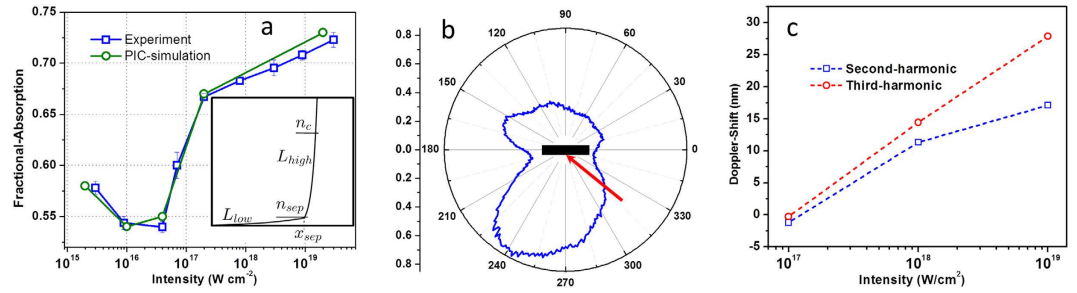 a
Experiment
PIC-simulation
Fractional-Absorption
0.75
0.70
0.65
0.60
0.55
n_c
L_high
n_sep
L_low
x_sep
10^15 10^16 10^17 10^18 10^19
Intensity (W cm^-2)
b
0.8
0.6
0.4
0.2
0.0
0.2
0.4
0.6
0.8
90
120 60
150 30
180 0
210 330
240 300
270
c
Second-harmonic
Third-harmonic
Doppler-Shift (nm)
35
30
25
20
15
10
5
0
-5
10^17 10^18 10^19
Intensity (W/cm^2)